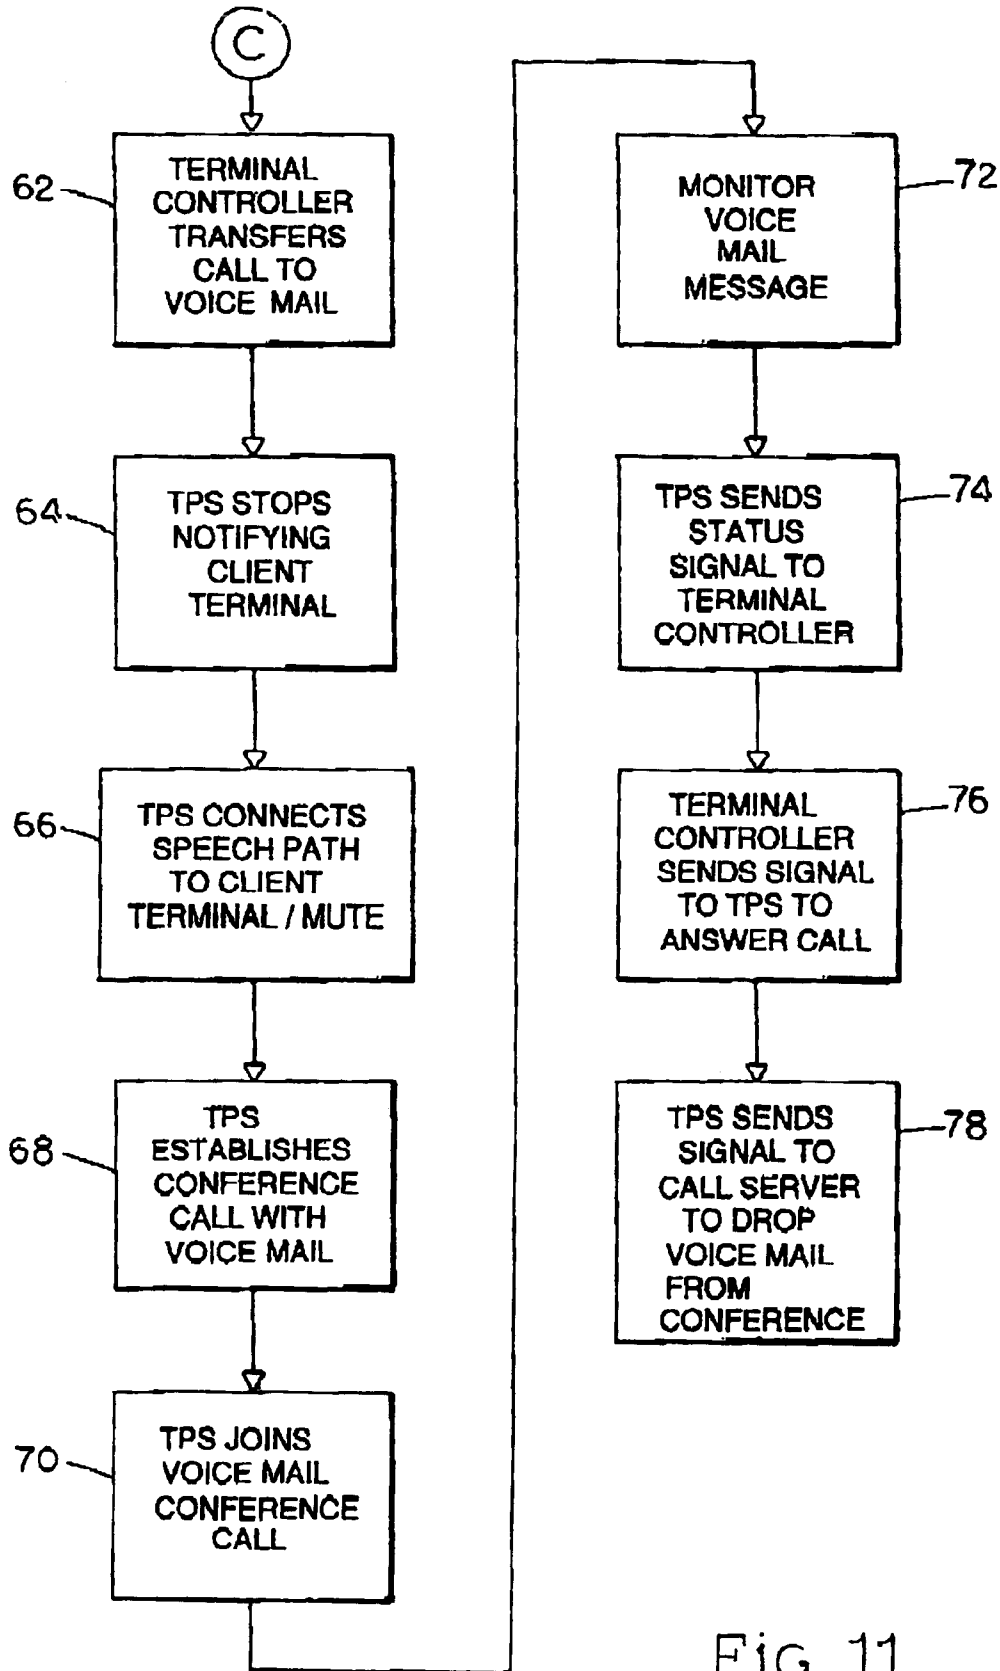 C
62
TERMINAL
CONTROLLER
TRANSFERS
CALL TO
VOICE MAIL
64
TPS STOPS
NOTIFYING
CLIENT
TERMINAL
66
TPS CONNECTS
SPEECH PATH
TO CLIENT
TERMINAL / MUTE
68
TPS
ESTABLISHES
CONFERENCE
CALL WITH
VOICE MAIL
70
TPS JOINS
VOICE MAIL
CONFERENCE
CALL
72
MONITOR
VOICE
MAIL
MESSAGE
74
TPS SENDS
STATUS
SIGNAL TO
TERMINAL
CONTROLLER
76
TERMINAL
CONTROLLER
SENDS SIGNAL
TO TPS TO
ANSWER CALL
78
TPS SENDS
SIGNAL TO
CALL SERVER
TO DROP
VOICE MAIL
FROM
CONFERENCE
Fig. 11